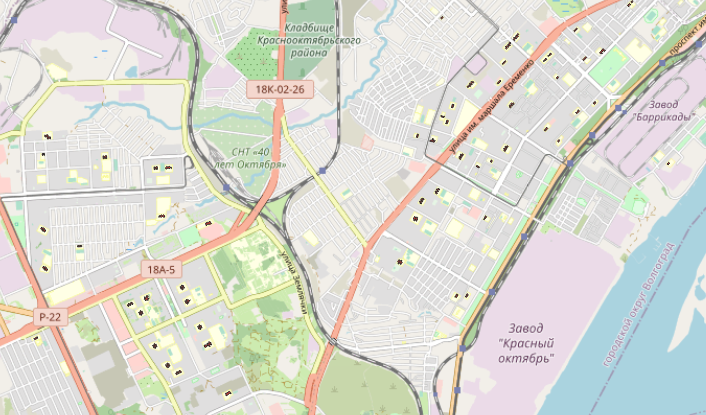 Кладбище
Краснооктябрьского
района
18К-02-26
улица им. маршала Еременко
проспект им
Завод
"Баррикады"
СНТ «40
лет Октября»
18А-5
улица Землячки
Р-22
Завод
"Красный
октябрь"
городской округ Волгоград